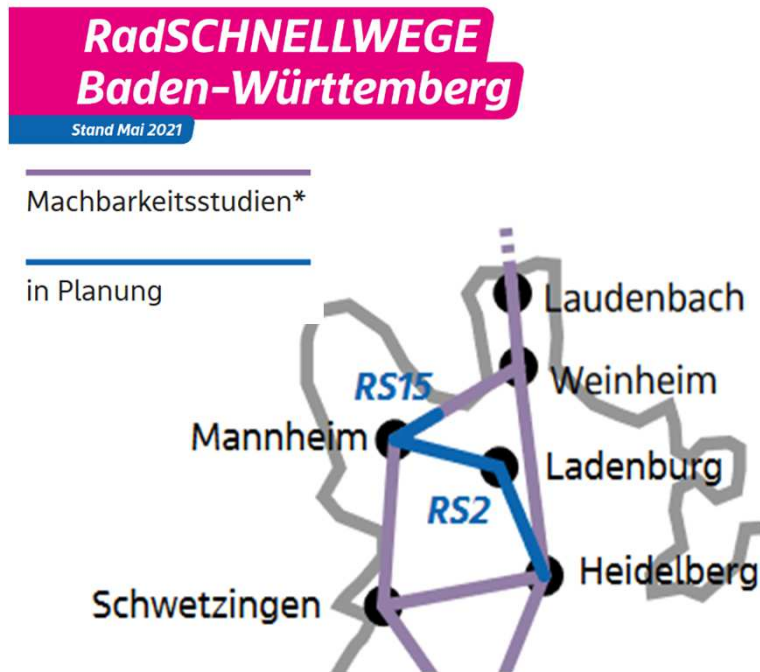 RadSCHNELLWEGE
Baden-Württemberg
Stand Mai 2021
Machbarkeitsstudien*
in Planung
Laudenbach
RS15
Weinheim
Mannheim
Ladenburg
RS2
Heidelberg
Schwetzingen